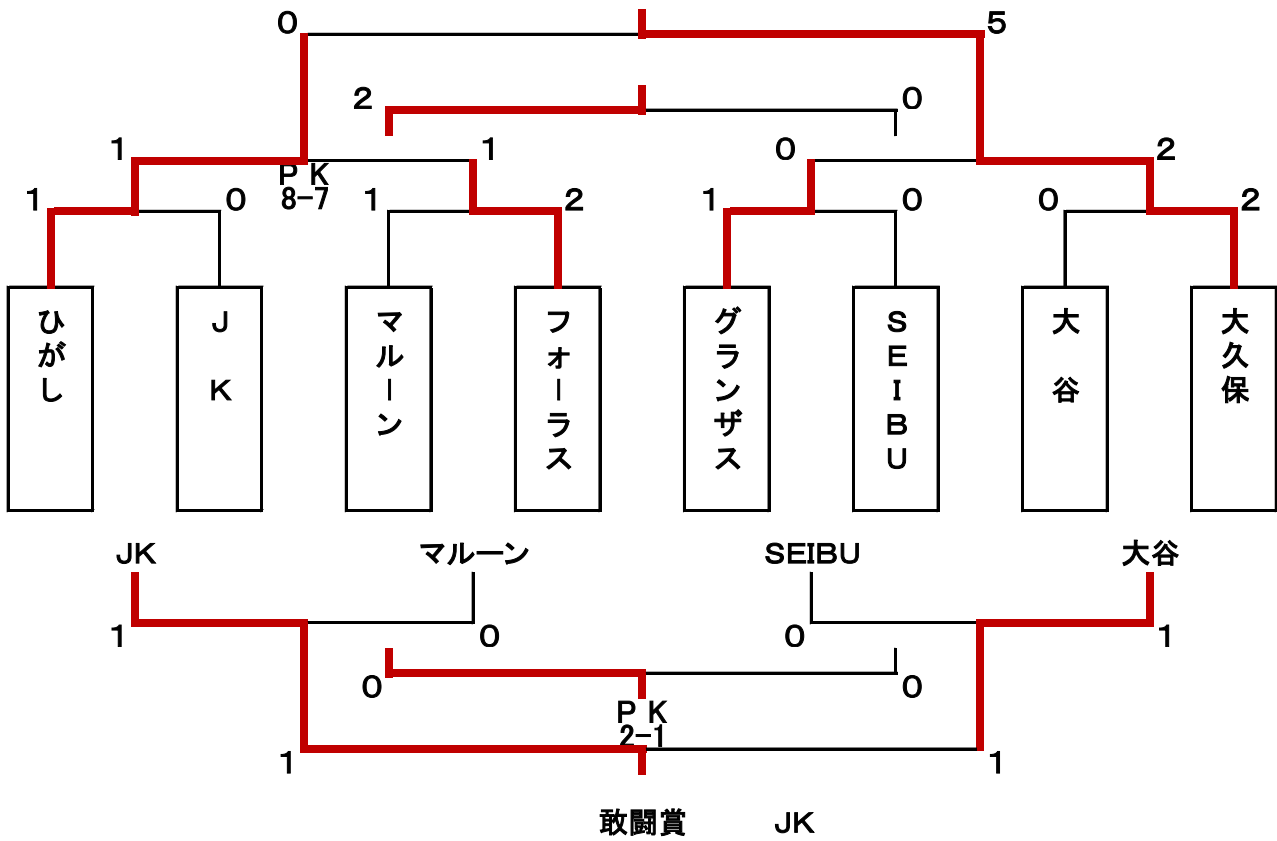 0 5
2 0
1 1 0 2
ＰＫ
8-7
1 0 1 2 1 0 0 2
ひがし
ＪＫ
マルーン
フォーラス
グランザス
ＳＥＩＢＵ
大谷
大久保
JK マルーン SEIBU 大谷
1 0 0 1
0 0
ＰＫ
2-1
1 1
敢闘賞 JK